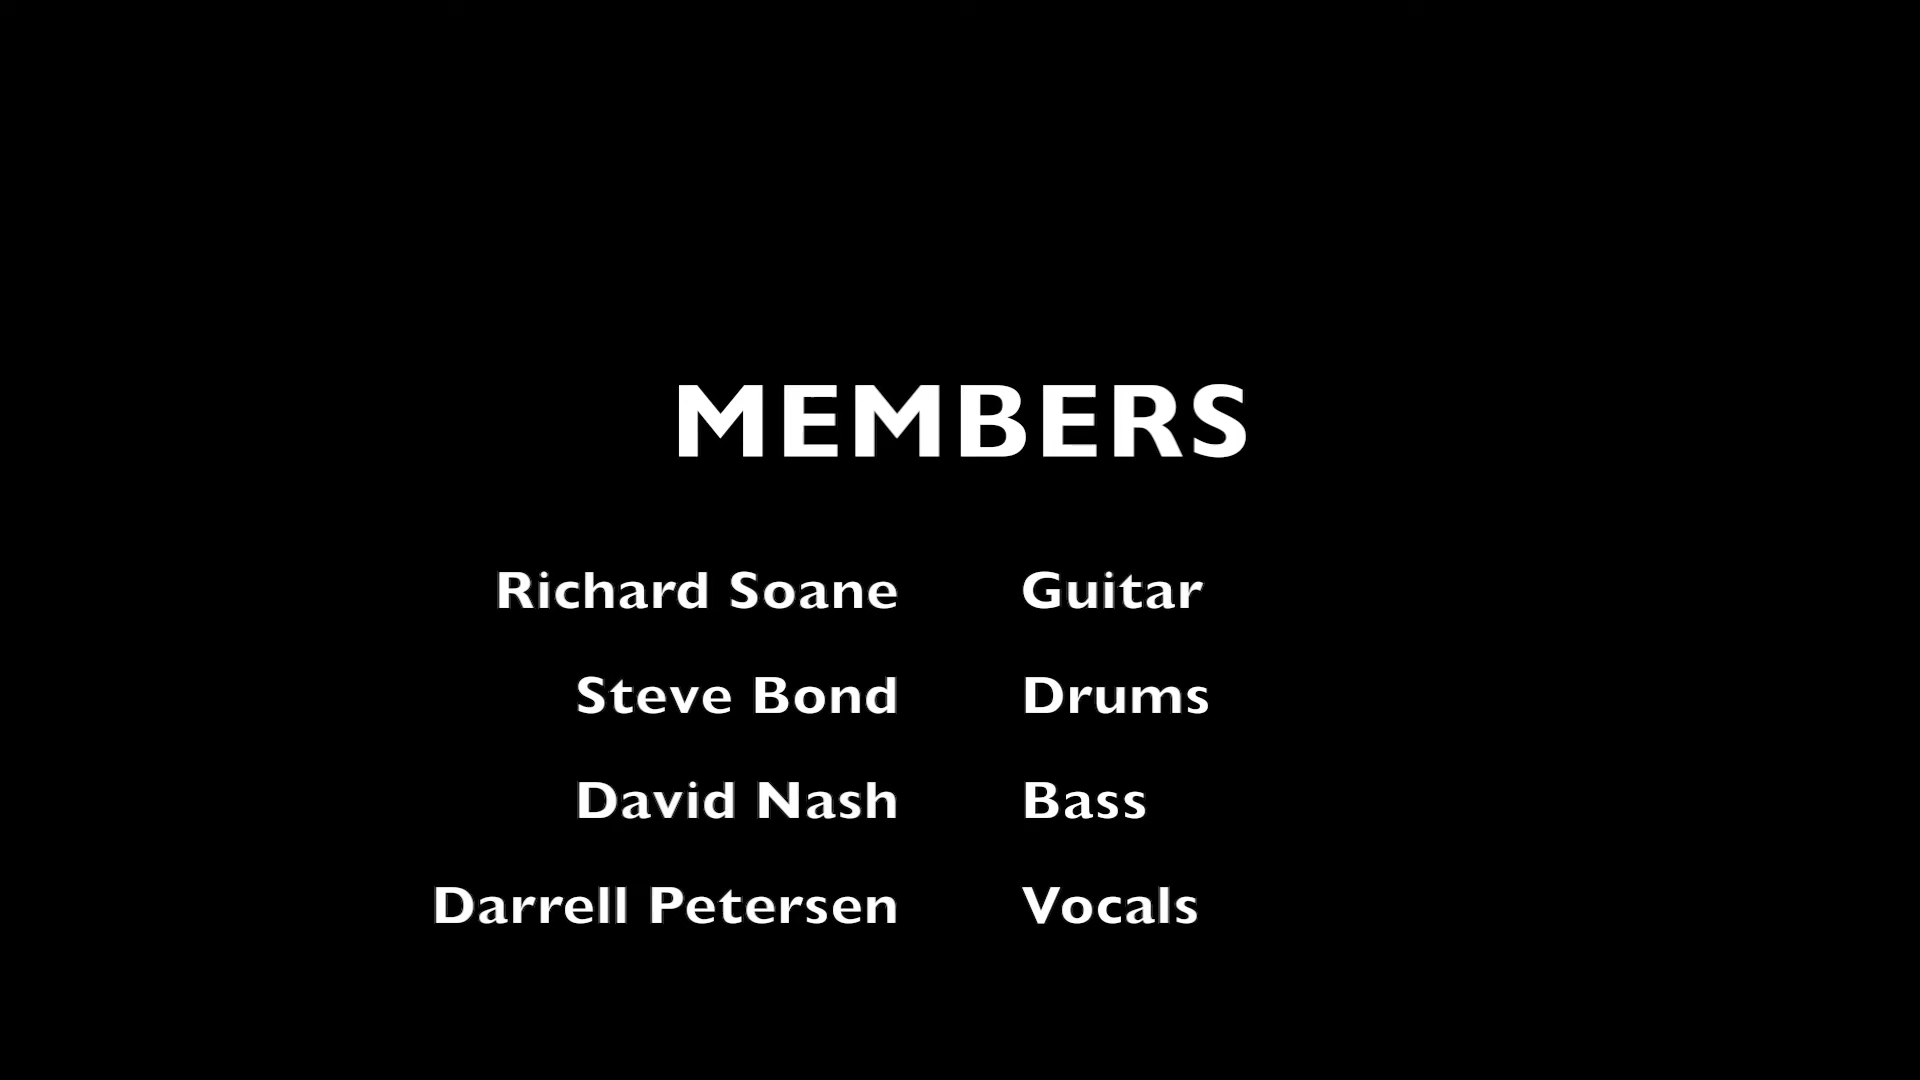 MEMBERS
Richard Soane Guitar
Steve Bond Drums
David Nash Bass
Darrell Petersen Vocals